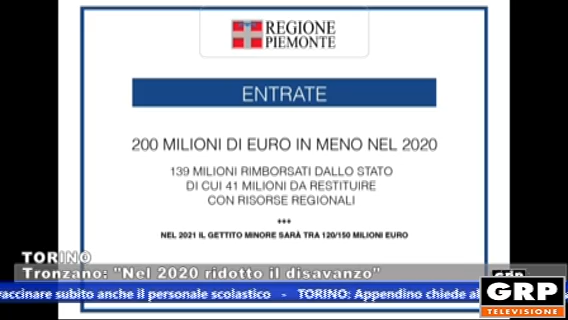 REGIONE
PIEMONTE
ENTRATE
200 MILIONI DI EURO IN MENO NEL 2020
139 MILIONI RIMBORSATI DALLO STATO
DI CUI 41 MILIONI DA RESTITUIRE
CON RISORSE REGIONALI
+++
NEL 2021 IL GETTITO MINORE SARÀ TRA 120/150 MILIONI EURO
TORINO
Tronzano: "Nel 2020 ridotto il disavanzo"
vaccinare subito anche il personale scolastico - TORINO: Appendino chiede al
GRP
TELEVISIONE